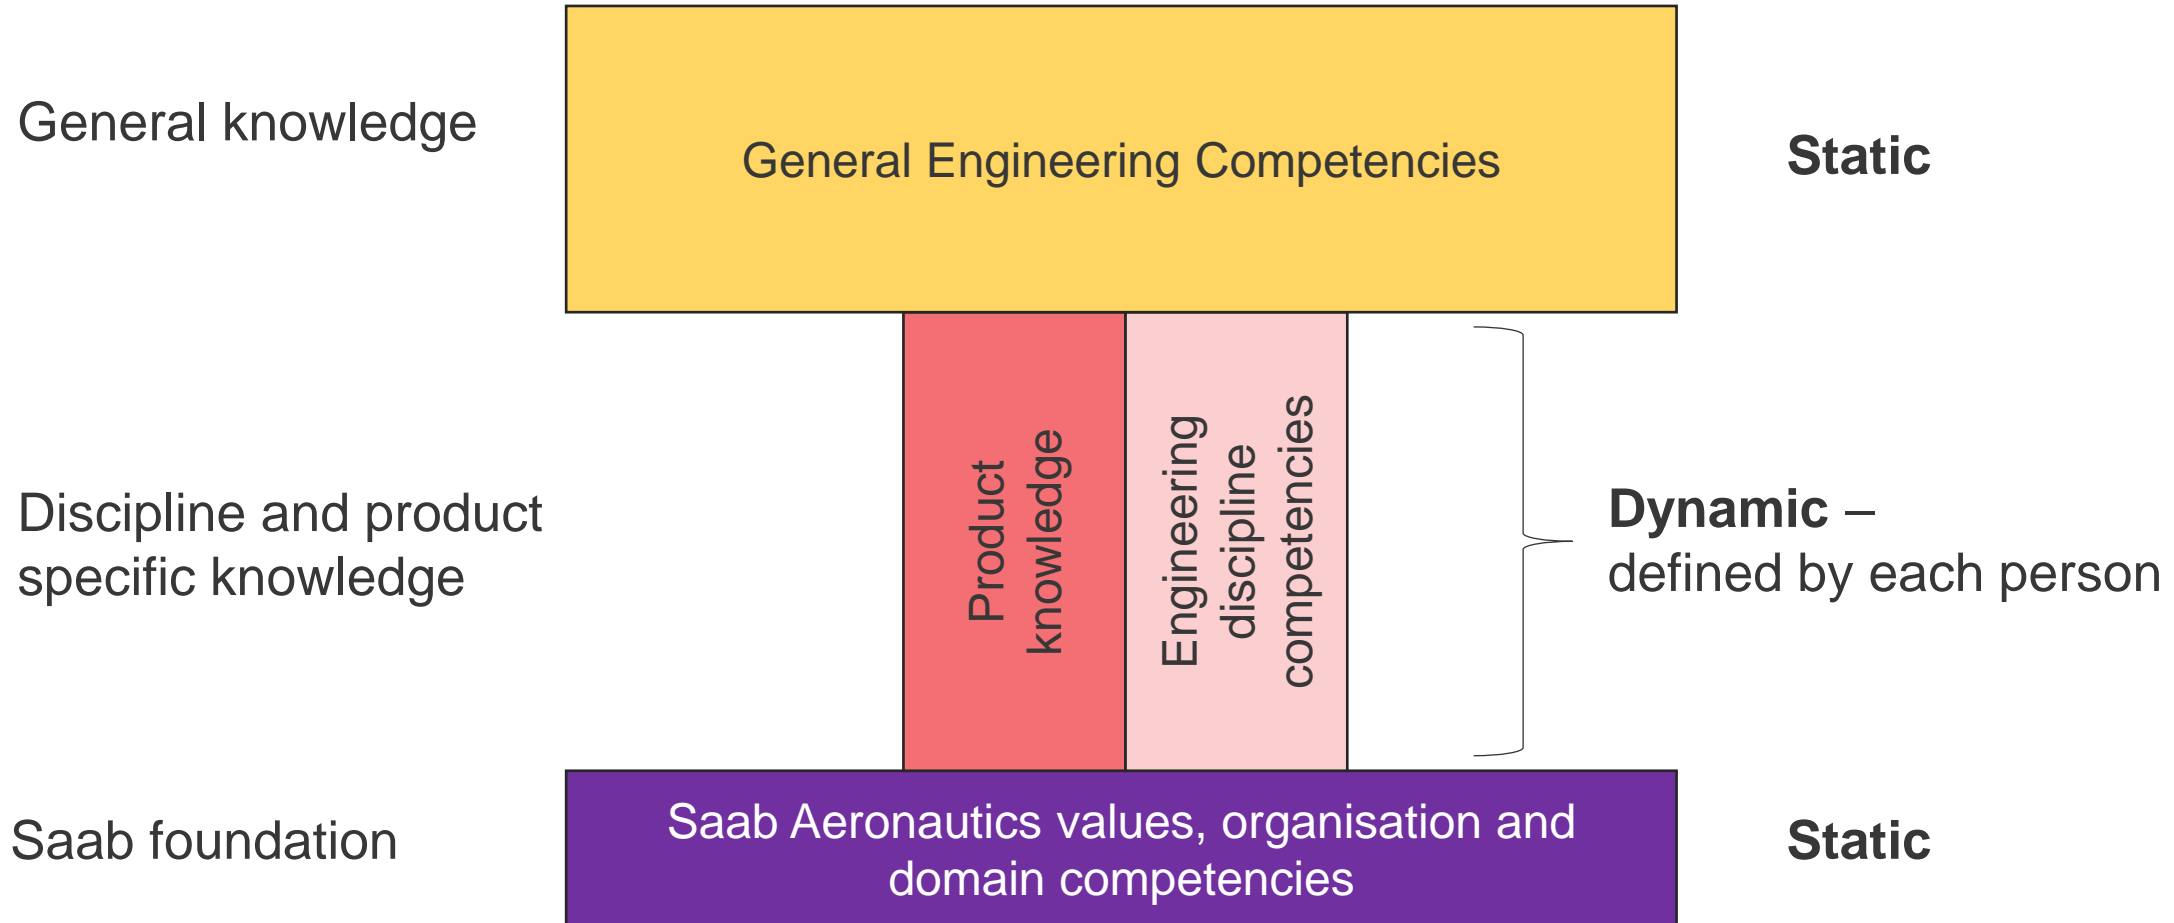 General knowledge
General Engineering Competencies
Static
Discipline and product
specific knowledge
Product
knowledge
Engineering
discipline
competencies
Dynamic –
defined by each person
Saab foundation
Saab Aeronautics values, organisation and
domain competencies
Static